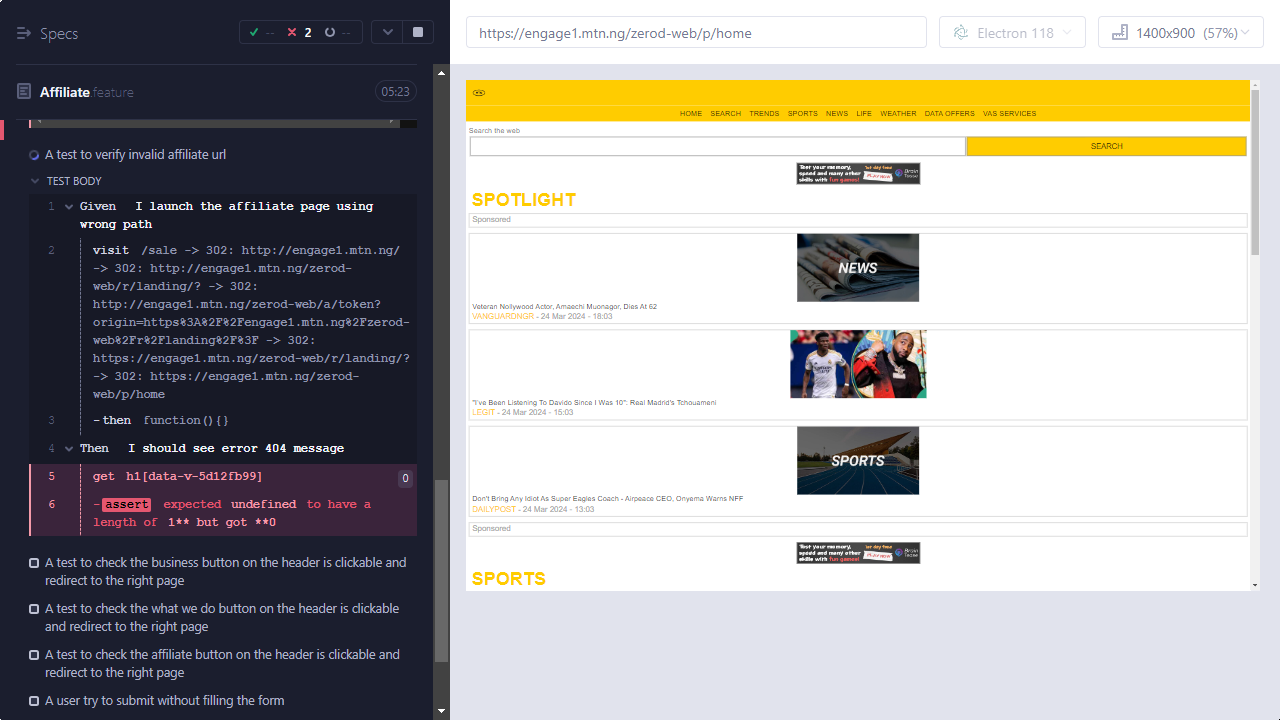 Specs
--
2
--
Affiliate.feature
05:23
A test to verify invalid affiliate url
TEST BODY
1 Given I launch the affiliate page using
wrong path
2 visit /sale -> 302: http://engage1.mtn.ng/
-> 302: http://engage1.mtn.ng/zerod-
web/r/landing/? -> 302:
http://engage1.mtn.ng/zerod-web/a/token?
origin=https%3A%2F%2Fengage1.mtn.ng%2Fzerod-
web%2Fr%2Flanding%2F%3F -> 302:
https://engage1.mtn.ng/zerod-web/r/landing/?
-> 302: https://engage1.mtn.ng/zerod-
web/p/home
3 -then function(){}
4 Then I should see error 404 message
5 get h1[data-v-5d12fb99] 0
6 -assert expected undefined to have a
length of 1** but got **0
A test to check the business button on the header is clickable and
redirect to the right page
A test to check the what we do button on the header is clickable
and redirect to the right page
A test to check the affiliate button on the header is clickable and
redirect to the right page
A user try to submit without filling the form
https://engage1.mtn.ng/zerod-web/p/home
Electron 118
1400x900 (57%)
HOME SEARCH TRENDS SPORTS NEWS LIFE WEATHER DATA OFFERS VAS SERVICES
Search the web
SEARCH
Test your memory,
speed and many other
skills with fun games!
1st day free
PLAY NOW
Brain
Tease
SPOTLIGHT
Sponsored
NEWS
Veteran Nollywood Actor, Amaechi Muonagor, Dies At 62
VANGUARDNGR - 24 Mar 2024 - 18:03
"I've Been Listening To Davido Since I Was 10": Real Madrid's Tchouameni
LEGIT - 24 Mar 2024 - 15:03
SPORTS
Don't Bring Any Idiot As Super Eagles Coach - Airpeace CEO, Onyema Warns NFF
DAILYPOST - 24 Mar 2024 - 13:03
Sponsored
Test your memory,
speed and many other
skills with fun games!
1st day free
PLAY NOW
Brain
Tease
SPORTS